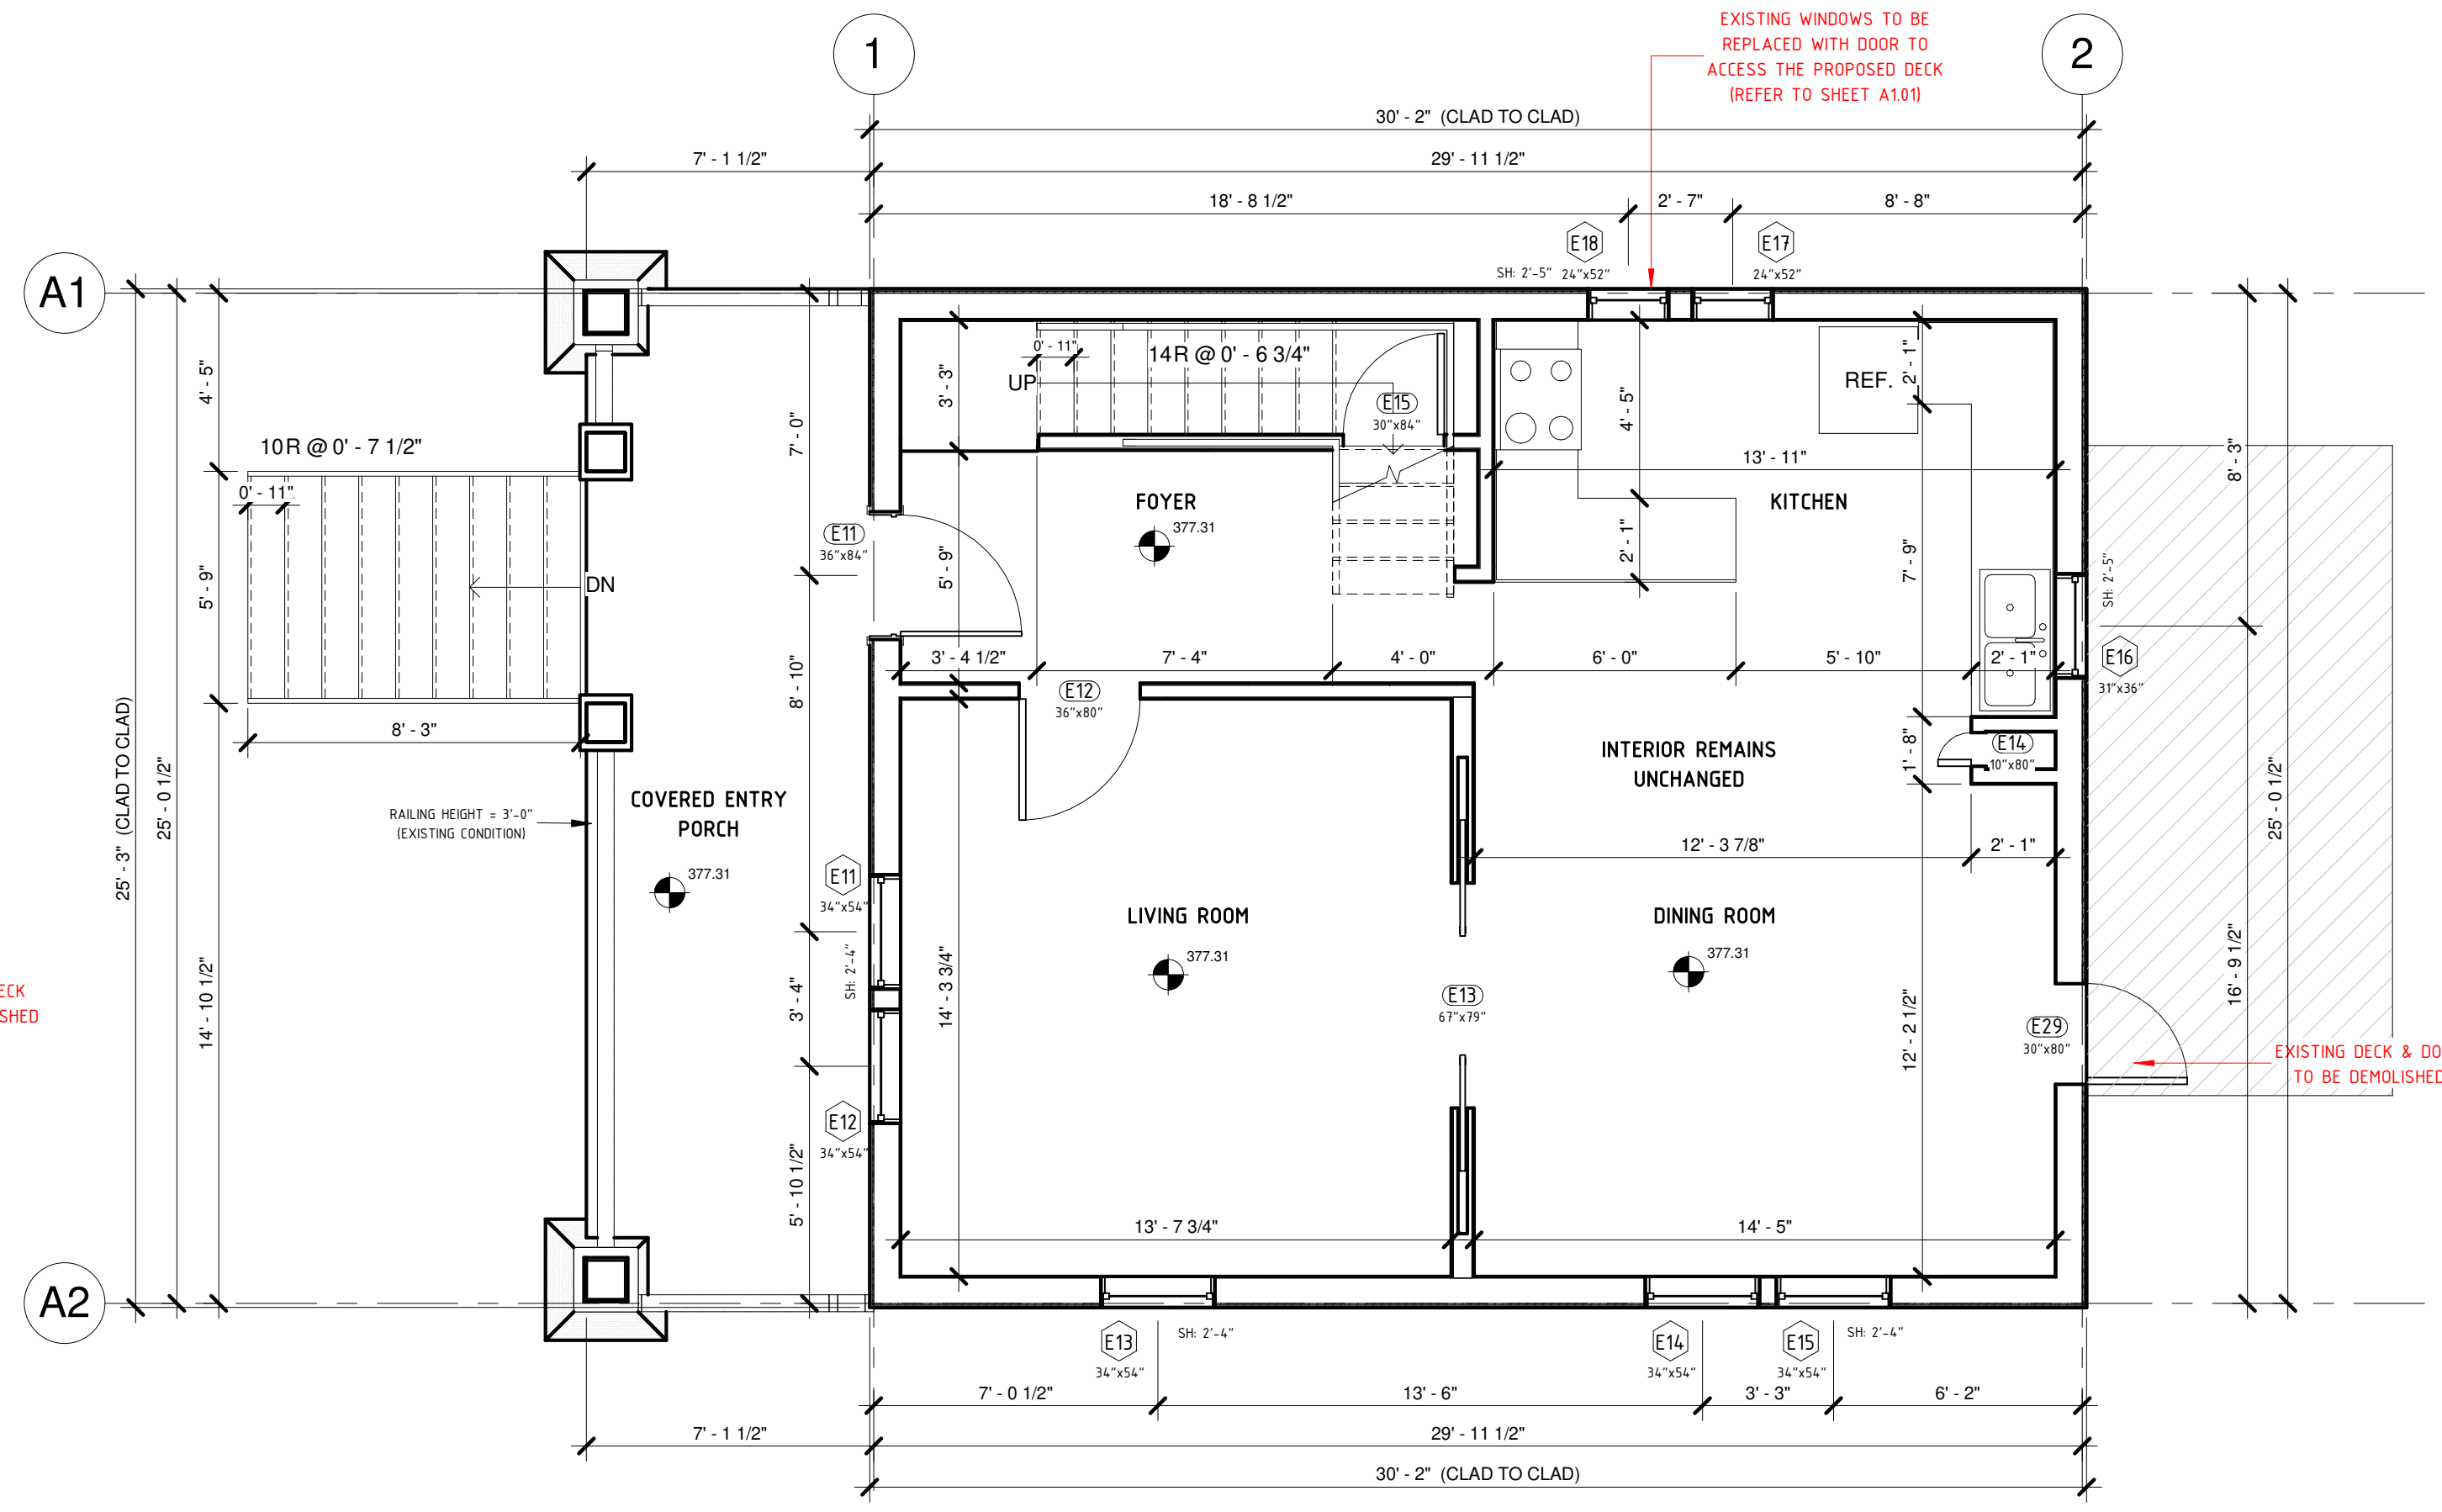 EXISTING WINDOWS TO BE
REPLACED WITH DOOR TO
ACCESS THE PROPOSED DECK
(REFER TO SHEET A1.01)
1
2
30' - 2" (CLAD TO CLAD)
7' - 1 1/2"
29' - 11 1/2"
18' - 8 1/2"
2' - 7"
8' - 8"
E18
E17
SH: 2'-5" 24"x52"
24"x52"
A1
0' - 11"
14R @ 0' - 6 3/4"
UP
3' - 3"
4' - 5"
7' - 0"
E15
30"x84"
4' - 5"
REF.
2' - 1"
10R @ 0' - 7 1/2"
0' - 11"
13' - 11"
8' - 3"
FOYER
377.31
KITCHEN
E11
36"x84"
5' - 9"
2' - 1"
7' - 9"
SH: 2'-5"
5' - 9"
DN
3' - 4 1/2"
7' - 4"
4' - 0"
6' - 0"
5' - 10"
2' - 1"
E16
31"x36"
E12
36"x80"
8' - 10"
8' - 3"
25' - 3" (CLAD TO CLAD)
25' - 0 1/2"
INTERIOR REMAINS
UNCHANGED
1' - 8"
E14
10"x80"
RAILING HEIGHT = 3'-0"
(EXISTING CONDITION)
COVERED ENTRY
PORCH
377.31
25' - 0 1/2"
12' - 3 7/8"
2' - 1"
E11
34"x54"
SH: 2'-4"
LIVING ROOM
377.31
DINING ROOM
377.31
14' - 10 1/2"
3' - 4"
14' - 3 3/4"
E13
67"x79"
12' - 2 1/2"
16' - 9 1/2"
E29
30"x80"
ECK
SHED
EXISTING DECK & DO
TO BE DEMOLISHED
E12
34"x54"
5' - 10 1/2"
13' - 7 3/4"
14' - 5"
A2
E13
34"x54"
SH: 2'-4"
E14
34"x54"
E15
34"x54"
SH: 2'-4"
7' - 0 1/2"
13' - 6"
3' - 3"
6' - 2"
7' - 1 1/2"
29' - 11 1/2"
30' - 2" (CLAD TO CLAD)